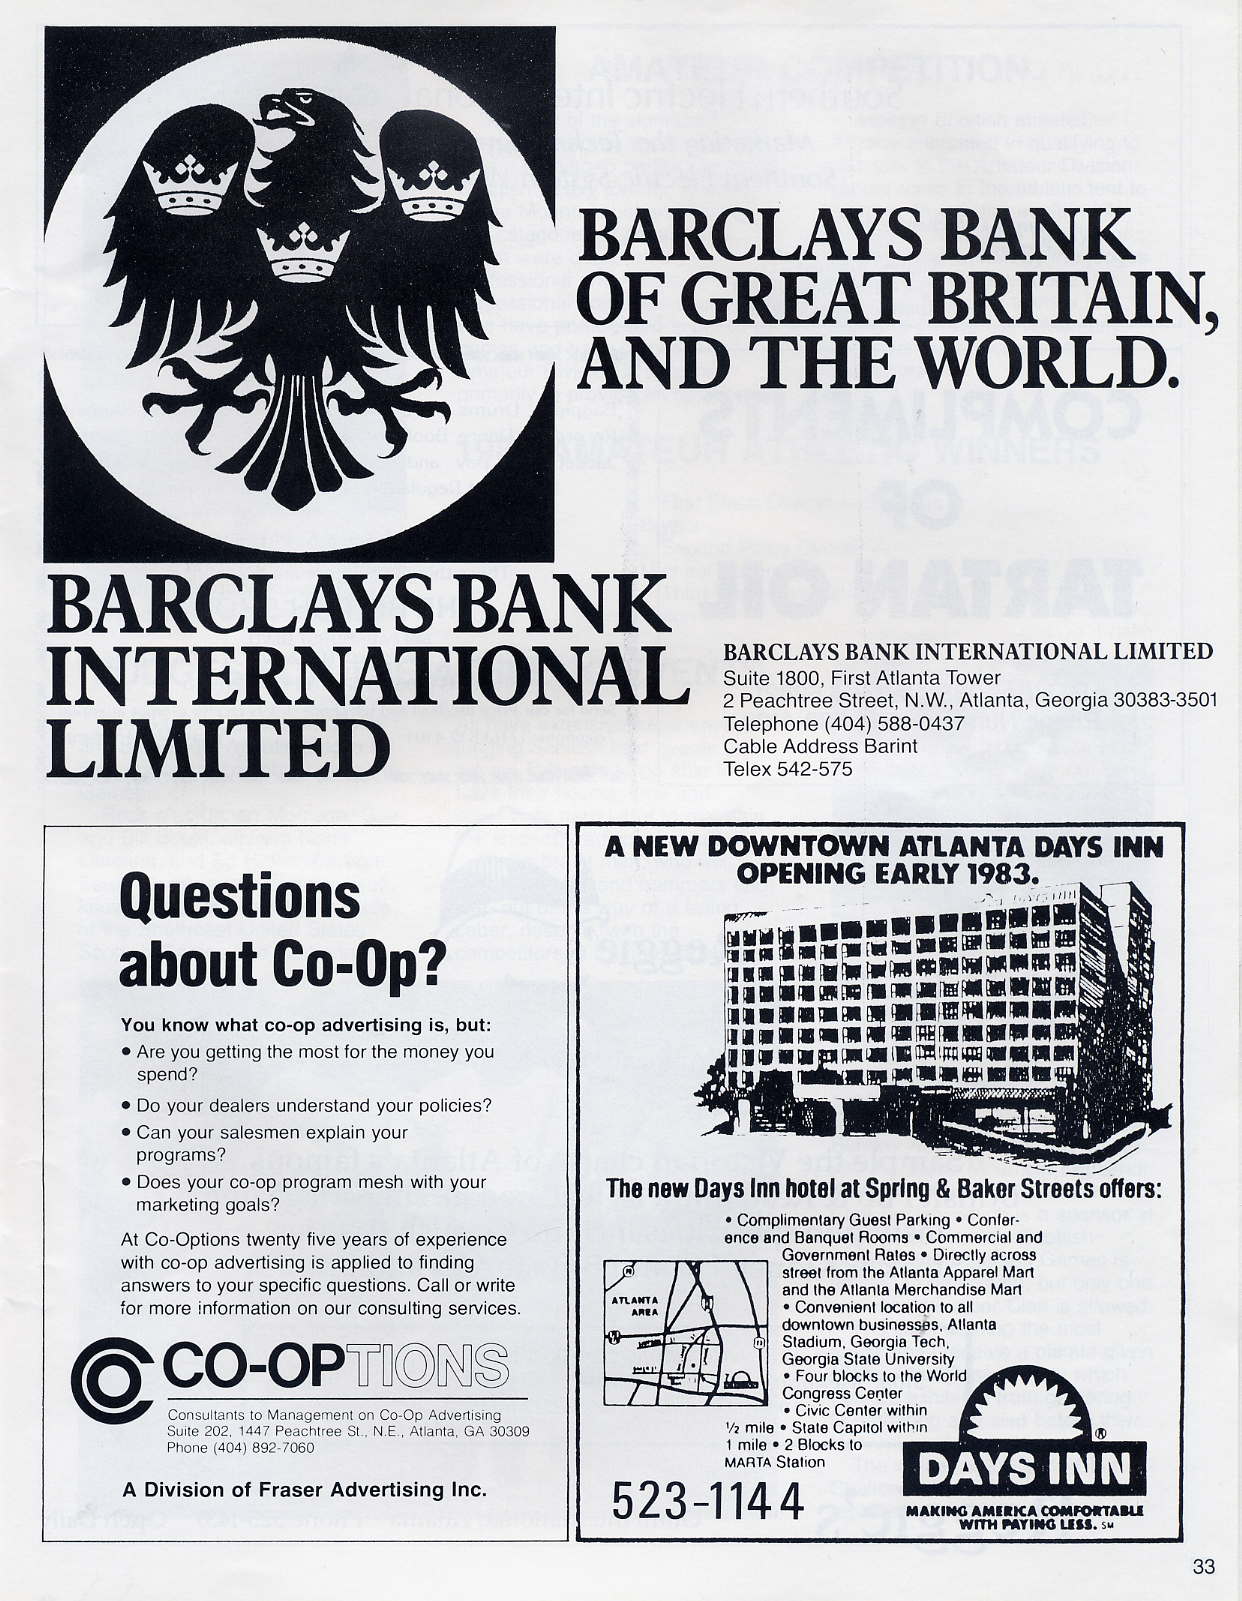 BARCLAYS BANK
OF GREAT BRITAIN,
AND THE WORLD.
BARCLAYS BANK
INTERNATIONAL
LIMITED
BARCLAYS BANK INTERNATIONAL LIMITED
Suite 1800, First Atlanta Tower
2 Peachtree Street, N.W., Atlanta, Georgia 30383-3501
Telephone (404) 588-0437
Cable Address Barint
Telex 542-575
Questions
about Co-Op?
You know what co-op advertising is, but:
• Are you getting the most for the money you
spend?
• Do your dealers understand your policies?
• Can your salesmen explain your
programs?
• Does your co-op program mesh with your
marketing goals?
At Co-Options twenty five years of experience
with co-op advertising is applied to finding
answers to your specific questions. Call or write
for more information on our consulting services.
CO-OPTIONS
Consultants to Management on Co-Op Advertising
Suite 202, 1447 Peachtree St., N.E., Atlanta, GA 30309
Phone (404) 892-7060
A Division of Fraser Advertising Inc.
A NEW DOWNTOWN ATLANTA DAYS INN
OPENING EARLY 1983.
The new Days Inn hotel at Spring & Baker Streets offers:
• Complimentary Guest Parking • Confer-
ence and Banquet Rooms • Commercial and
Government Rates • Directly across
street from the Atlanta Apparel Mart
and the Atlanta Merchandise Mart
• Convenient location to all
downtown businesses, Atlanta
Stadium, Georgia Tech,
Georgia State University
• Four blocks to the World
Congress Center
• Civic Center within
½ mile • State Capitol within
1 mile • 2 Blocks to
MARTA Station
ATLANTA
AREA
523-1144
DAYS INN ®
MAKING AMERICA COMFORTABLE
WITH PAYING LESS. SM
33